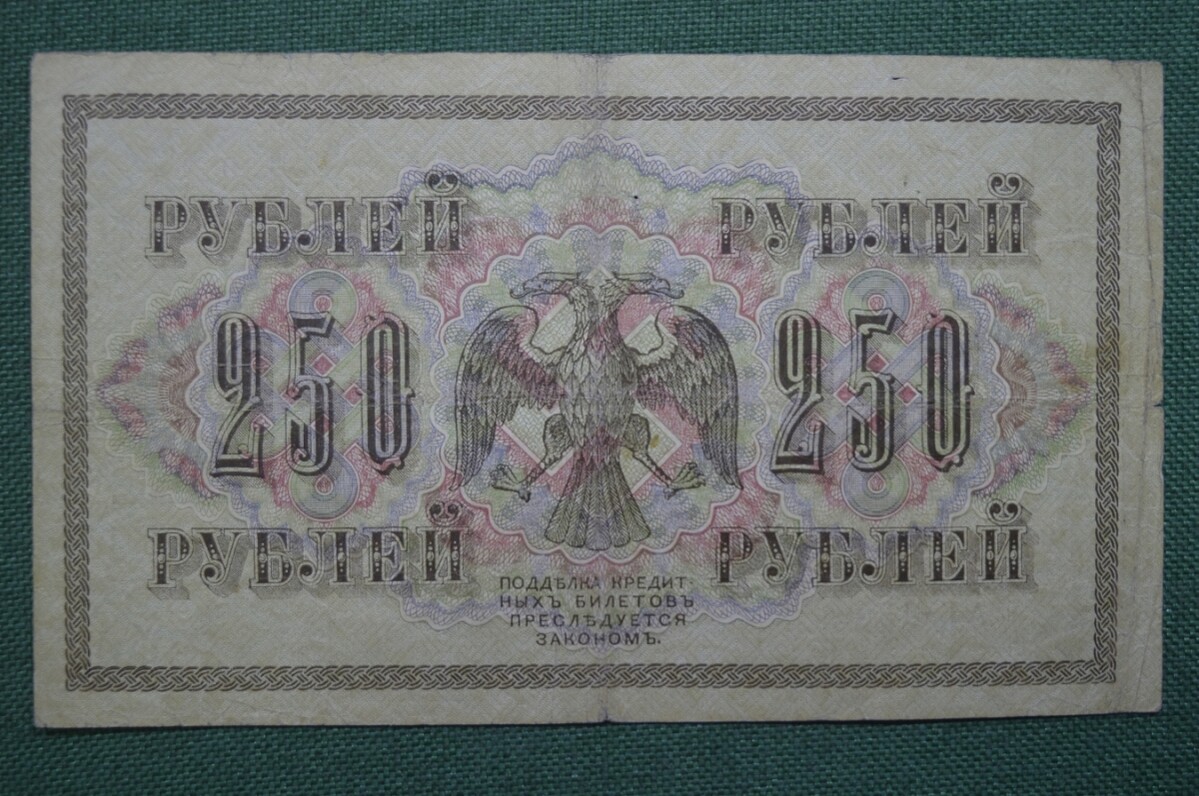 РУБЛЕЙ РУБЛЕЙ
250 250
РУБЛЕЙ РУБЛЕЙ
ПОДДѢЛКА КРЕДИТ-
НЫХЪ БИЛЕТОВЪ
ПРЕСЛѢДУЕТСЯ
ЗАКОНОМЪ.